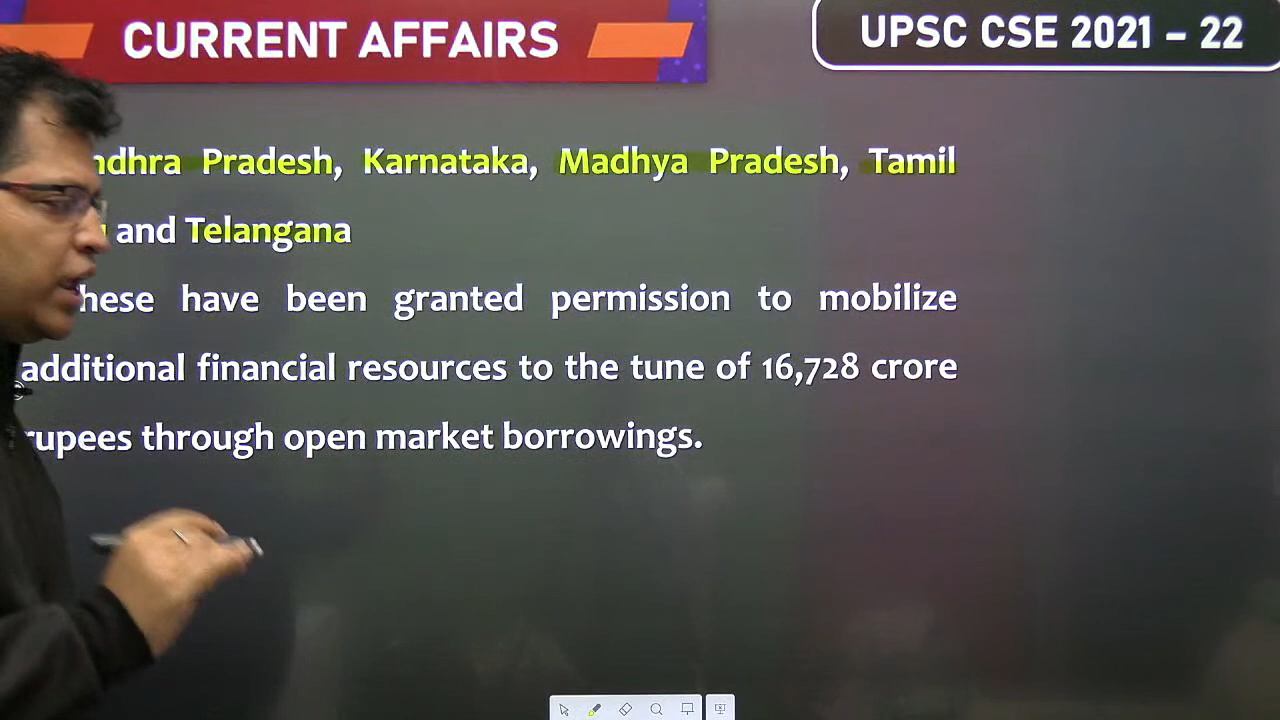 CURRENT AFFAIRS
UPSC CSE 2021 – 22
ndhra Pradesh, Karnataka, Madhya Pradesh, Tamil
and Telangana
hese have been granted permission to mobilize
additional financial resources to the tune of 16,728 crore
rupees through open market borrowings.